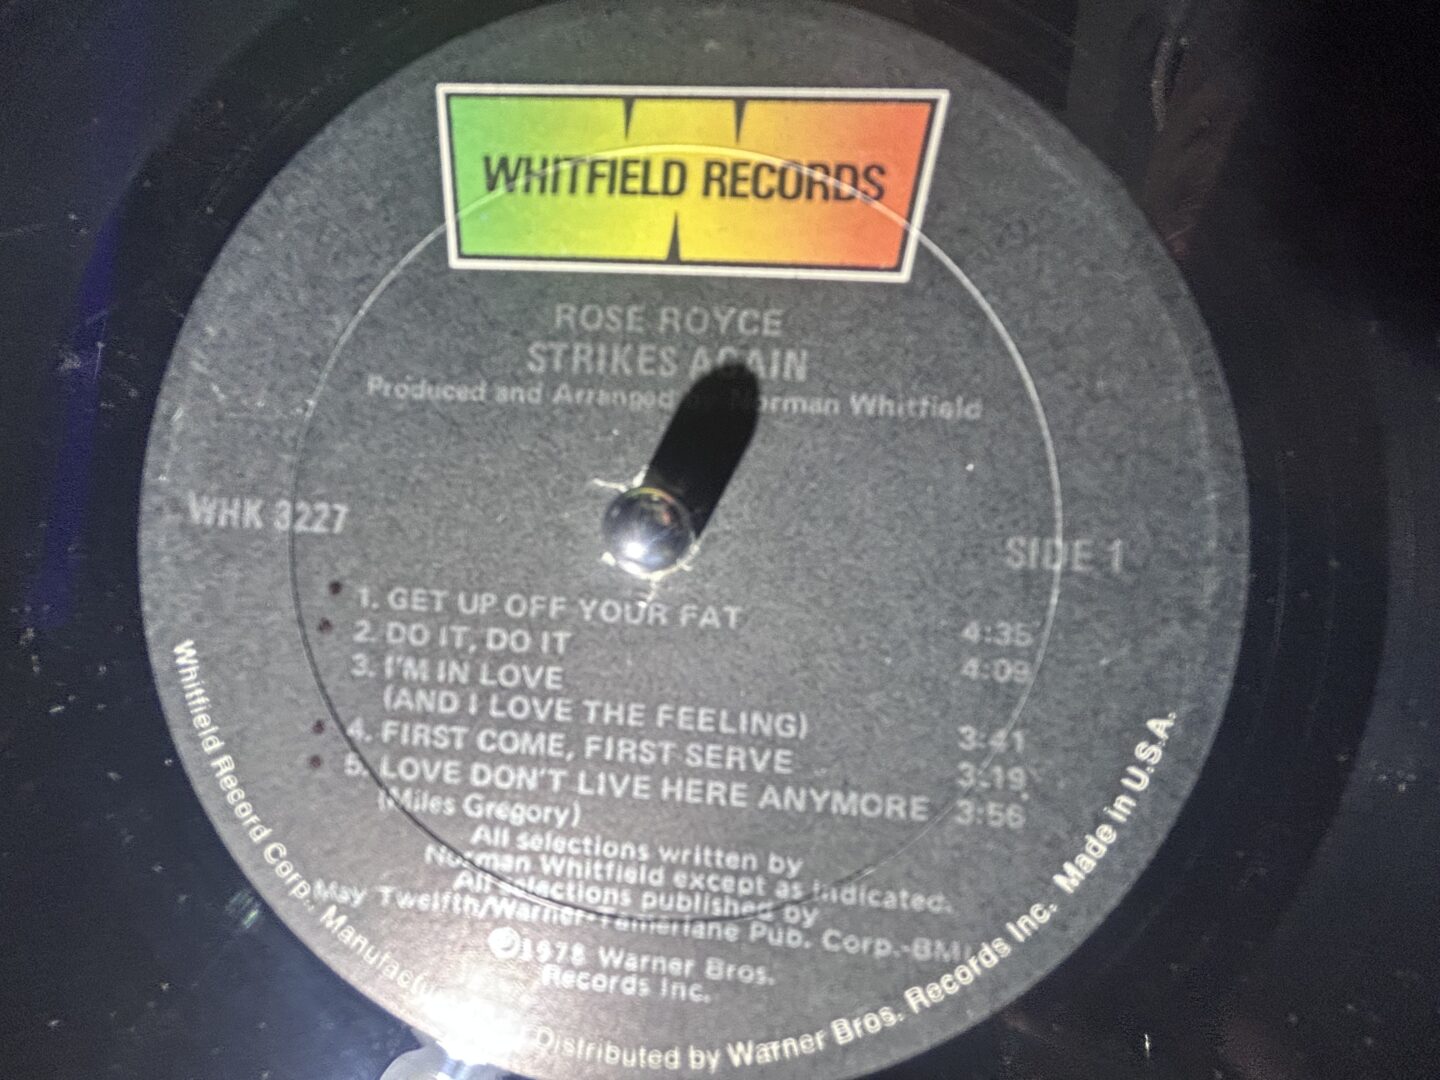 WHITFIELD RECORDS
ROSE ROYCE
STRIKES AGAIN
Produced and Arranged Norman Whitfield
WHK 3227
SIDE 1
1. GET UP OFF YOUR FAT 4:35
2. DO IT, DO IT 4:09
3. I'M IN LOVE
(AND I LOVE THE FEELING) 3:41
4. FIRST COME, FIRST SERVE 3:19
5. LOVE DON'T LIVE HERE ANYMORE 3:56
(Miles Gregory)
All selections written by
Norman Whitfield except as indicated.
All selections published by
May Twelfth/Warner-Tamerlane Pub. Corp.-BMI
℗1978 Warner Bros.
Records Inc.
Whitfield Record Corp., Manufactu Distributed by Warner Bros. Records Inc. Made in U.S.A.